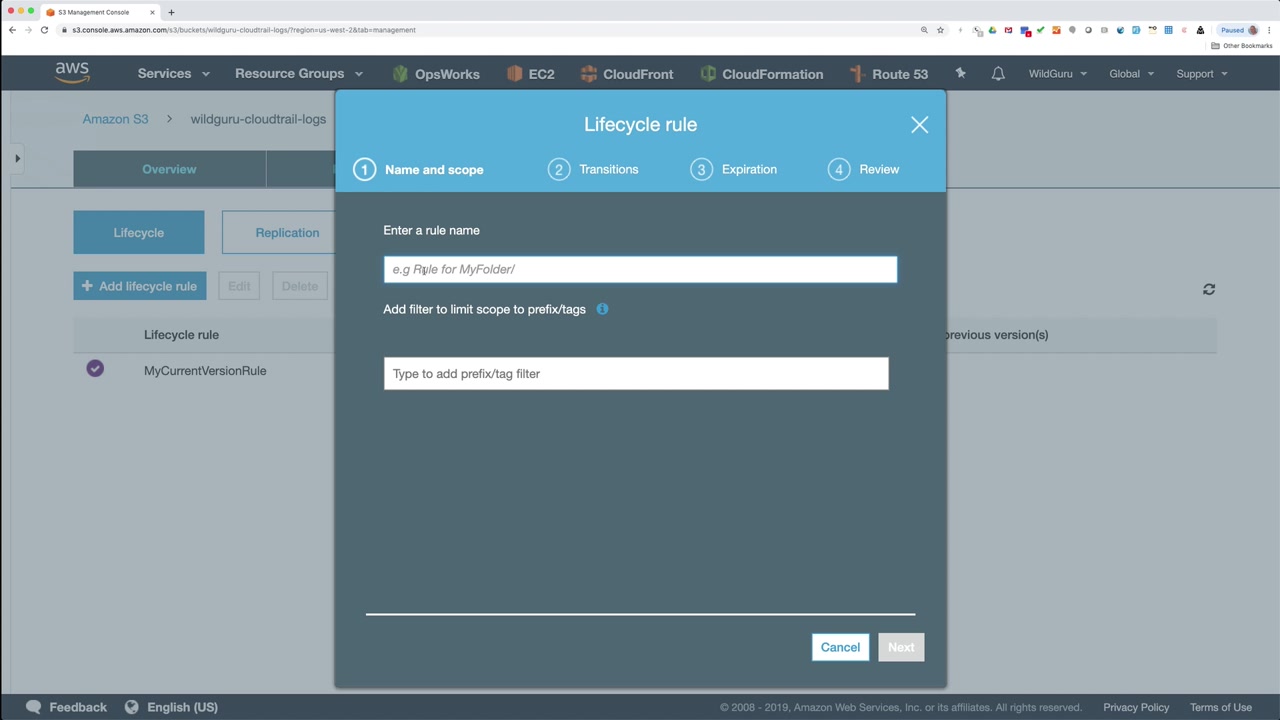 S3 Management Console
s3.console.aws.amazon.com/s3/buckets/wildguru-cloudtrail-logs/?region=us-west-2&tab=management
Paused
Other Bookmarks
aws
Services
Resource Groups
OpsWorks
EC2
CloudFront
CloudFormation
Route 53
WildGuru
Global
Support
Amazon S3
wildguru-cloudtrail-logs
Lifecycle rule
1 Name and scope
2 Transitions
3 Expiration
4 Review
Overview
Lifecycle
Replication
Enter a rule name
e.g Rule for MyFolder/
+ Add lifecycle rule
Edit
Delete
Add filter to limit scope to prefix/tags
Lifecycle rule
previous version(s)
MyCurrentVersionRule
Type to add prefix/tag filter
Cancel
Next
Feedback
English (US)
© 2008 - 2019, Amazon Web Services, Inc. or its affiliates. All rights reserved.
Privacy Policy
Terms of Use